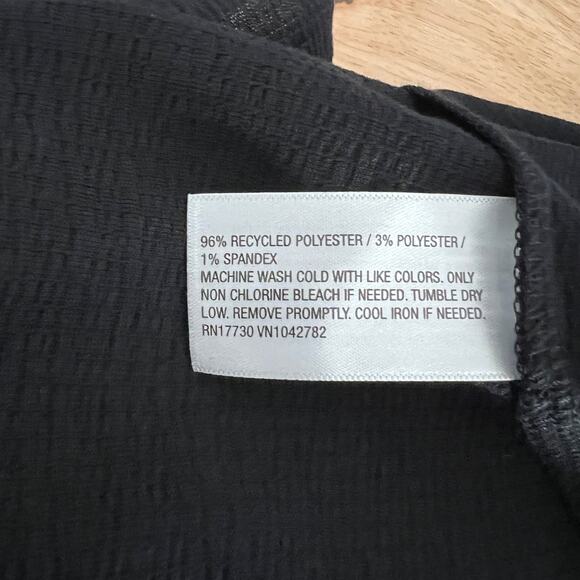 96% RECYCLED POLYESTER / 3% POLYESTER /
1% SPANDEX
MACHINE WASH COLD WITH LIKE COLORS. ONLY
NON CHLORINE BLEACH IF NEEDED. TUMBLE DRY
LOW. REMOVE PROMPTLY. COOL IRON IF NEEDED.
RN17730 VN1042782